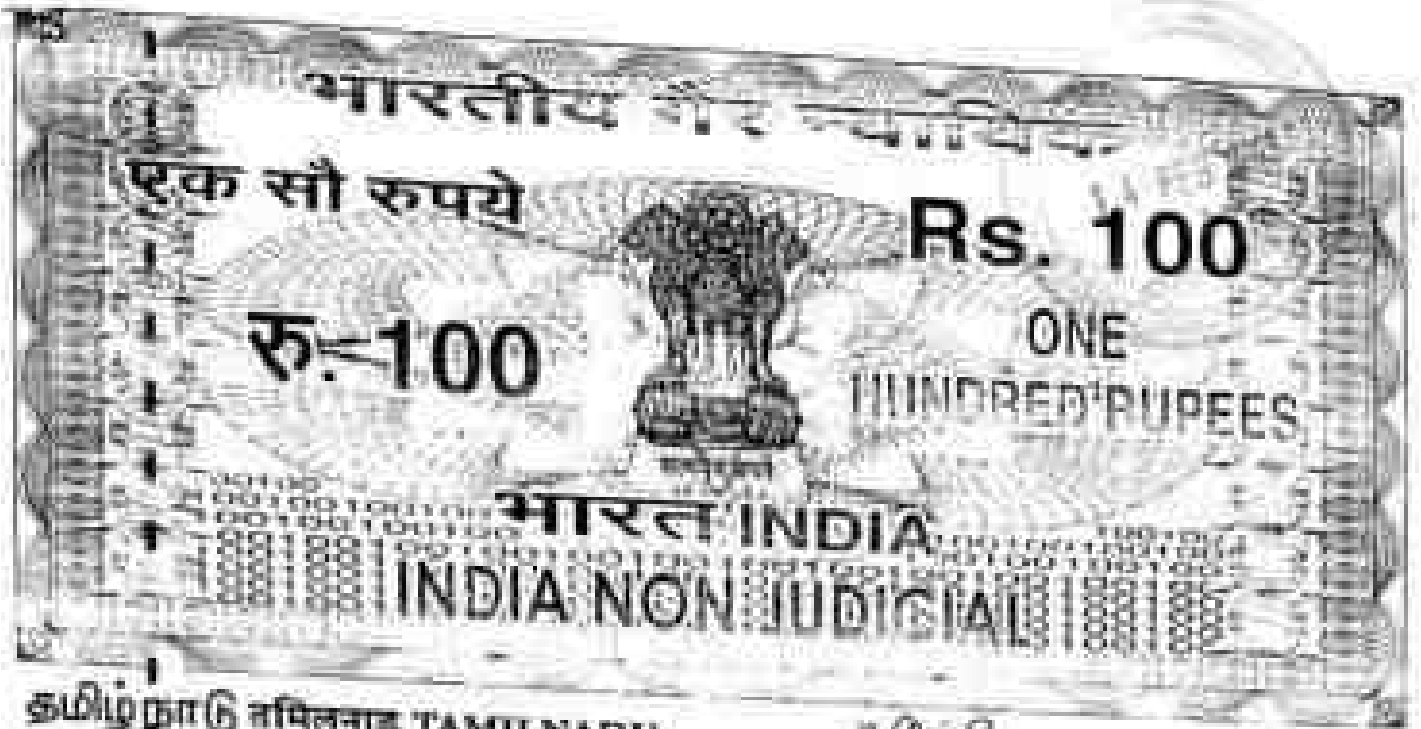 भारतीय
एक सौ रुपये
Rs. 100
रु. 100
ONE
HUNDRED RUPEES
भारत INDIA
INDIA NON JUDICIAL
தமிழ்நாடு तमिलनाडु TAMIL NADU